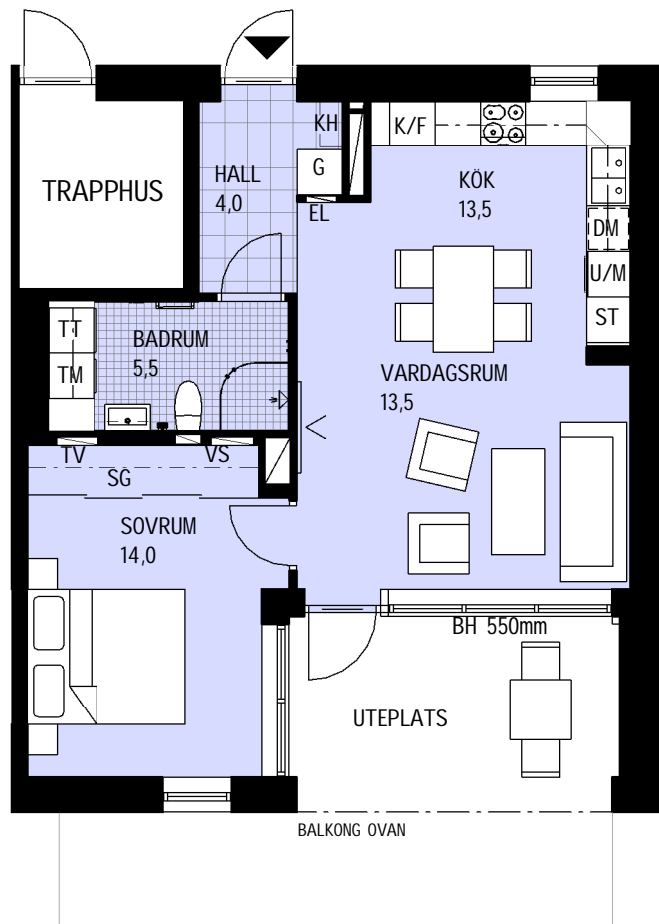 KH
K/F
G
HALL
4,0
TRAPPHUS
KÖK
13,5
EL
DM
U/M
ST
TT
BADRUM
5,5
TM
VARDAGSRUM
13,5
TV
VS
SG
SOVRUM
14,0
BH 550mm
UTEPLATS
BALKONG OVAN